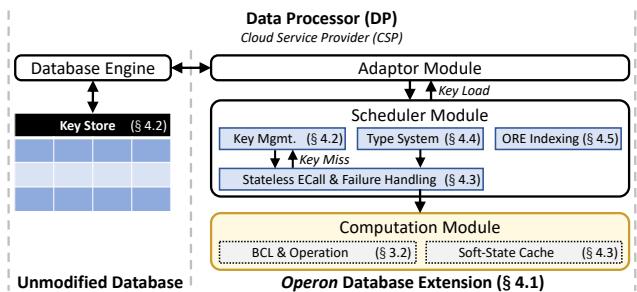 Data Processor (DP)
Cloud Service Provider (CSP)
Database Engine
Adaptor Module
Key Load
Key Store (§ 4.2)
Scheduler Module
Key Mgmt. (§ 4.2)
Type System (§ 4.4)
ORE Indexing (§ 4.5)
Key Miss
Stateless ECall & Failure Handling (§ 4.3)
Computation Module
BCL & Operation (§ 3.2)
Soft-State Cache (§ 4.3)
Unmodified Database
Operon Database Extension (§ 4.1)